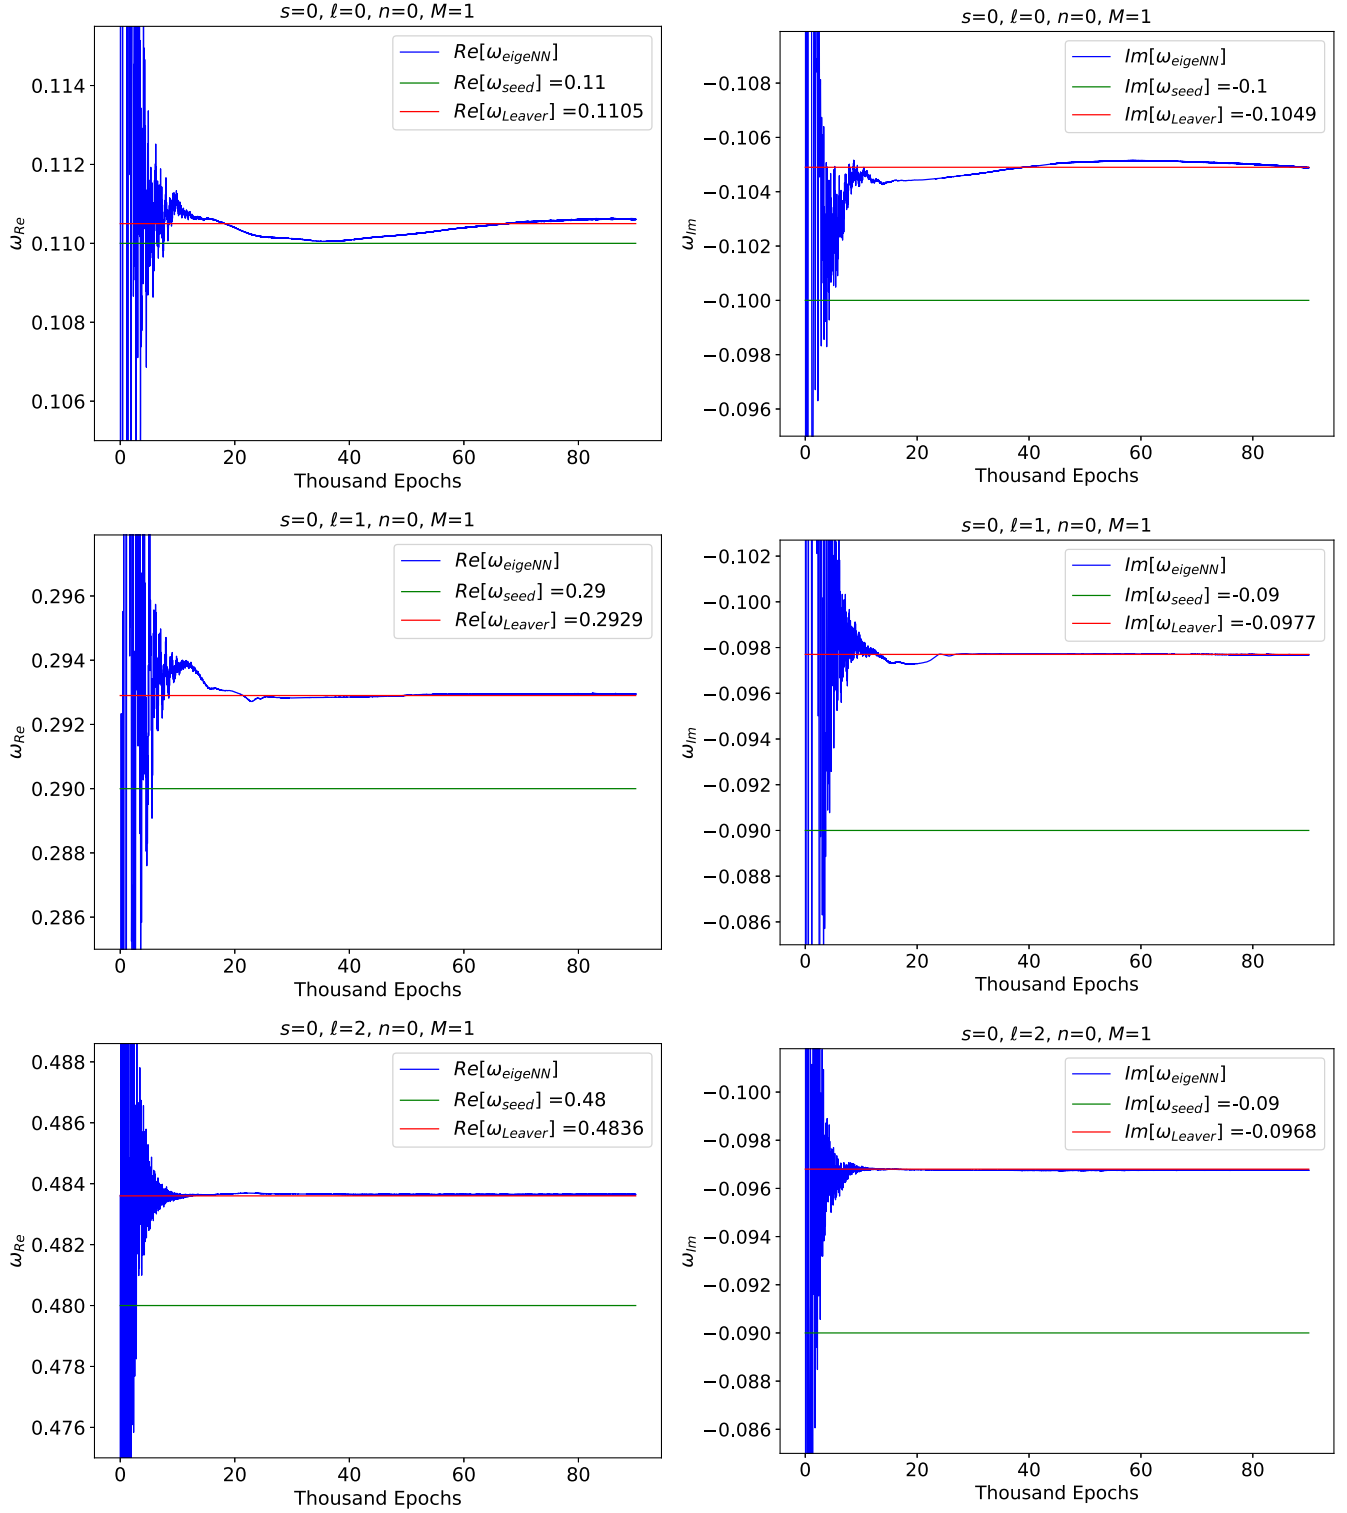 s=0, ℓ=0, n=0, M=1
Re[ω_eigeNN]
Re[ω_seed] =0.11
Re[ω_Leaver] =0.1105
0.114
0.112
0.110
0.108
0.106
ω_Re
0 20 40 60 80
Thousand Epochs
s=0, ℓ=0, n=0, M=1
Im[ω_eigeNN]
Im[ω_seed] =-0.1
Im[ω_Leaver] =-0.1049
−0.108
−0.106
−0.104
−0.102
−0.100
−0.098
−0.096
ω_Im
0 20 40 60 80
Thousand Epochs
s=0, ℓ=1, n=0, M=1
Re[ω_eigeNN]
Re[ω_seed] =0.29
Re[ω_Leaver] =0.2929
0.296
0.294
0.292
0.290
0.288
0.286
ω_Re
0 20 40 60 80
Thousand Epochs
s=0, ℓ=1, n=0, M=1
Im[ω_eigeNN]
Im[ω_seed] =-0.09
Im[ω_Leaver] =-0.0977
−0.102
−0.100
−0.098
−0.096
−0.094
−0.092
−0.090
−0.088
−0.086
ω_Im
0 20 40 60 80
Thousand Epochs
s=0, ℓ=2, n=0, M=1
Re[ω_eigeNN]
Re[ω_seed] =0.48
Re[ω_Leaver] =0.4836
0.488
0.486
0.484
0.482
0.480
0.478
0.476
ω_Re
0 20 40 60 80
Thousand Epochs
s=0, ℓ=2, n=0, M=1
Im[ω_eigeNN]
Im[ω_seed] =-0.09
Im[ω_Leaver] =-0.0968
−0.100
−0.098
−0.096
−0.094
−0.092
−0.090
−0.088
−0.086
ω_Im
0 20 40 60 80
Thousand Epochs